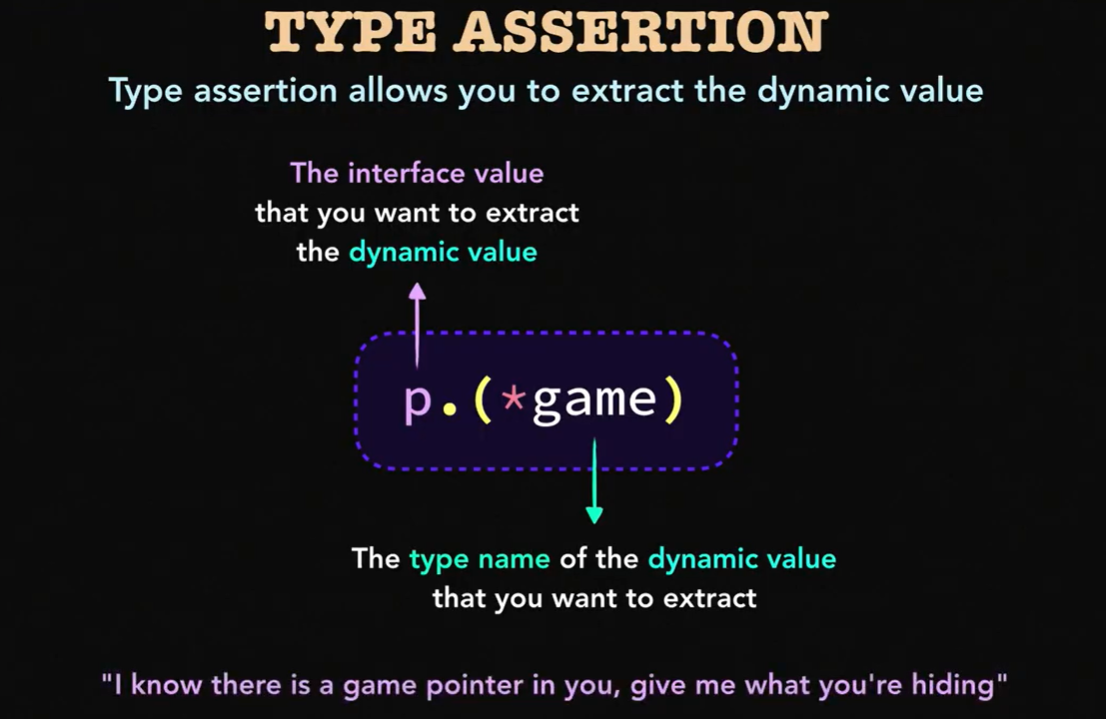 TYPE ASSERTION
Type assertion allows you to extract the dynamic value
The interface value
that you want to extract
the dynamic value
p.(*game)
The type name of the dynamic value
that you want to extract
"I know there is a game pointer in you, give me what you're hiding"